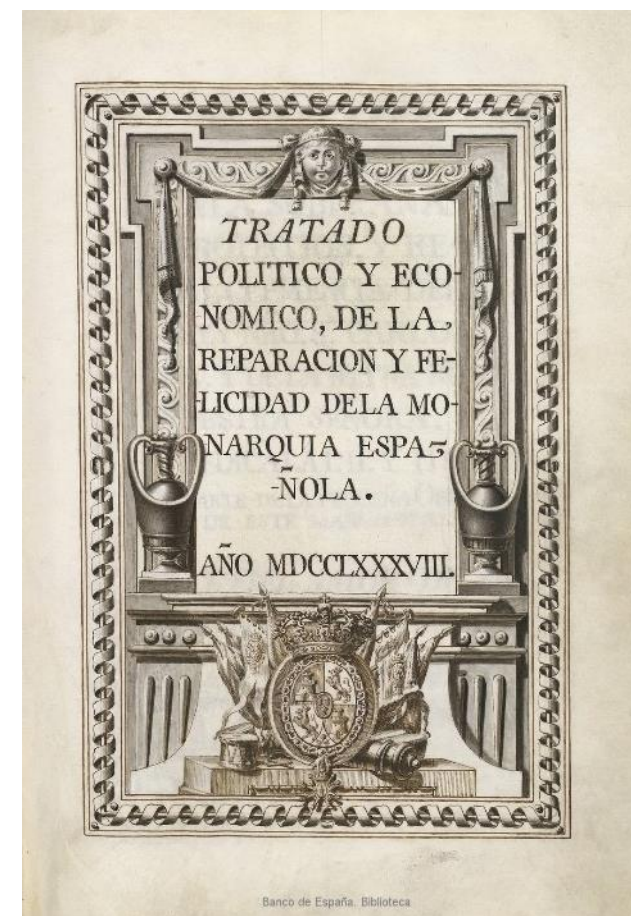 TRATADO
POLITICO Y ECO-
NOMICO, DE LA
REPARACION Y FE-
-LICIDAD DELA MO-
NARQUIA ESPA-
-ÑOLA.
AÑO MDCCLXXXVIII.
Banco de España. Biblioteca